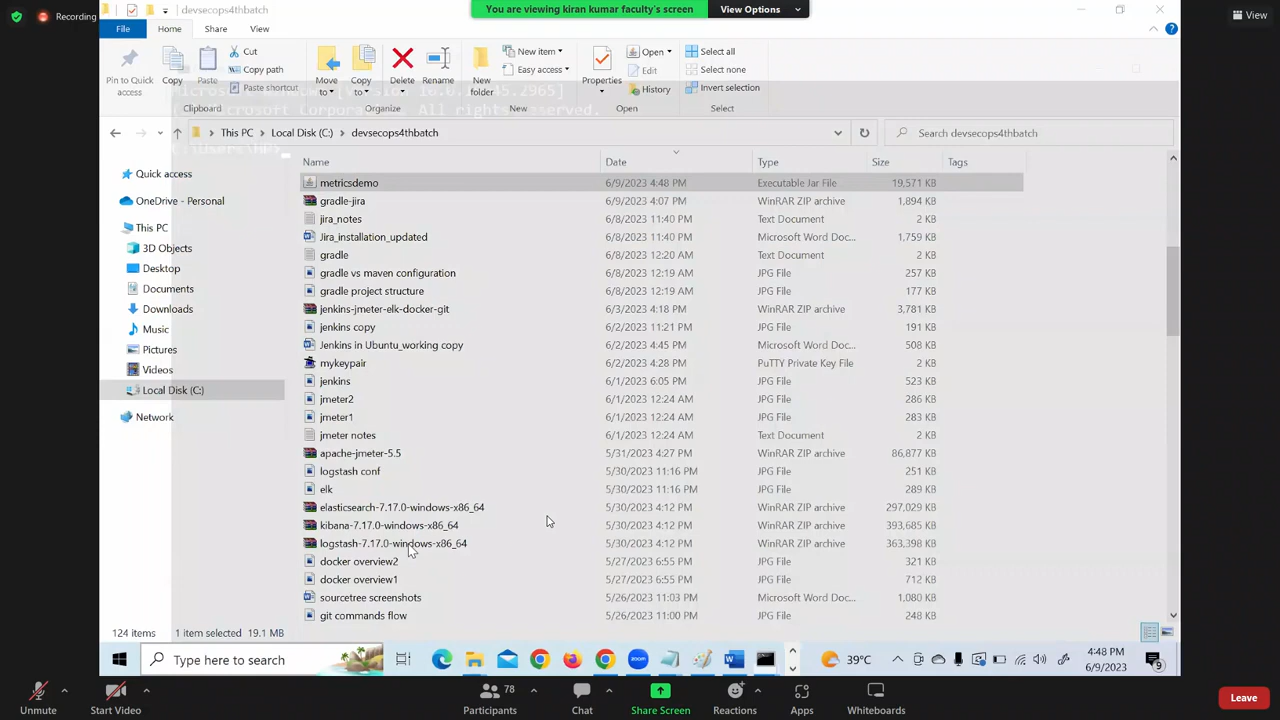 Recording
devsecops4thbatch
You are viewing kiran kumar faculty's screen
View Options
View
File
Home
Share
View
Pin to Quick access
Copy
Paste
Cut
Copy path
Paste shortcut
Clipboard
Move to
Copy to
Delete
Rename
Organize
New folder
New item
Easy access
New
Properties
Open
Edit
History
Open
Select all
Select none
Invert selection
Select
Microsoft Corporation. All rights reserved.
This PC > Local Disk (C:) > devsecops4thbatch
Search devsecops4thbatch
Quick access
OneDrive - Personal
This PC
3D Objects
Desktop
Documents
Downloads
Music
Pictures
Videos
Local Disk (C:)
Network
Name Date Type Size Tags
metricsdemo 6/9/2023 4:48 PM Executable Jar File 19,571 KB
gradle-jira 6/9/2023 4:07 PM WinRAR ZIP archive 1,894 KB
jira_notes 6/8/2023 11:40 PM Text Document 2 KB
Jira_installation_updated 6/8/2023 11:40 PM Microsoft Word Doc... 1,759 KB
gradle 6/8/2023 12:20 AM Text Document 2 KB
gradle vs maven configuration 6/8/2023 12:19 AM JPG File 257 KB
gradle project structure 6/8/2023 12:19 AM JPG File 177 KB
jenkins-jmeter-elk-docker-git 6/3/2023 4:18 PM WinRAR ZIP archive 3,781 KB
jenkins copy 6/2/2023 11:21 PM JPG File 191 KB
Jenkins in Ubuntu_working copy 6/2/2023 4:45 PM Microsoft Word Doc... 508 KB
mykeypair 6/2/2023 4:28 PM PuTTY Private Key File 2 KB
jenkins 6/1/2023 6:05 PM JPG File 523 KB
jmeter2 6/1/2023 12:24 AM JPG File 286 KB
jmeter1 6/1/2023 12:24 AM JPG File 283 KB
jmeter notes 6/1/2023 12:24 AM Text Document 2 KB
apache-jmeter-5.5 5/31/2023 4:27 PM WinRAR ZIP archive 86,877 KB
logstash conf 5/30/2023 11:16 PM JPG File 251 KB
elk 5/30/2023 11:16 PM JPG File 289 KB
elasticsearch-7.17.0-windows-x86_64 5/30/2023 4:12 PM WinRAR ZIP archive 297,029 KB
kibana-7.17.0-windows-x86_64 5/30/2023 4:12 PM WinRAR ZIP archive 393,685 KB
logstash-7.17.0-windows-x86_64 5/30/2023 4:12 PM WinRAR ZIP archive 363,398 KB
docker overview2 5/27/2023 6:55 PM JPG File 321 KB
docker overview1 5/27/2023 6:55 PM JPG File 712 KB
sourcetree screenshots 5/26/2023 11:03 PM Microsoft Word Doc... 1,080 KB
git commands flow 5/26/2023 11:00 PM JPG File 248 KB
124 items 1 item selected 19.1 MB
Type here to search
39°C
4:48 PM
6/9/2023
9
Unmute
Start Video
78
Participants
Chat
Share Screen
Reactions
Apps
Whiteboards
Leave